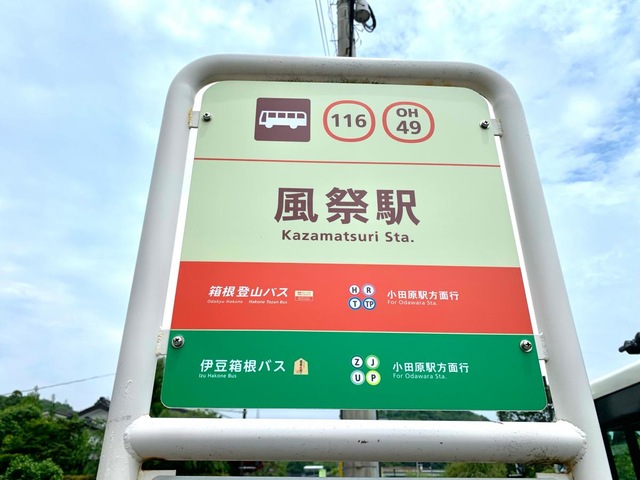 116 OH 49
風祭駅
Kazamatsuri Sta.
箱根登山バス H R 小田原駅方面行
Odakyu Hakone Hakone Tozan Bus T TP For Odawara Sta.
伊豆箱根バス Z J 小田原駅方面行
Izu Hakone Bus U P For Odawara Sta.